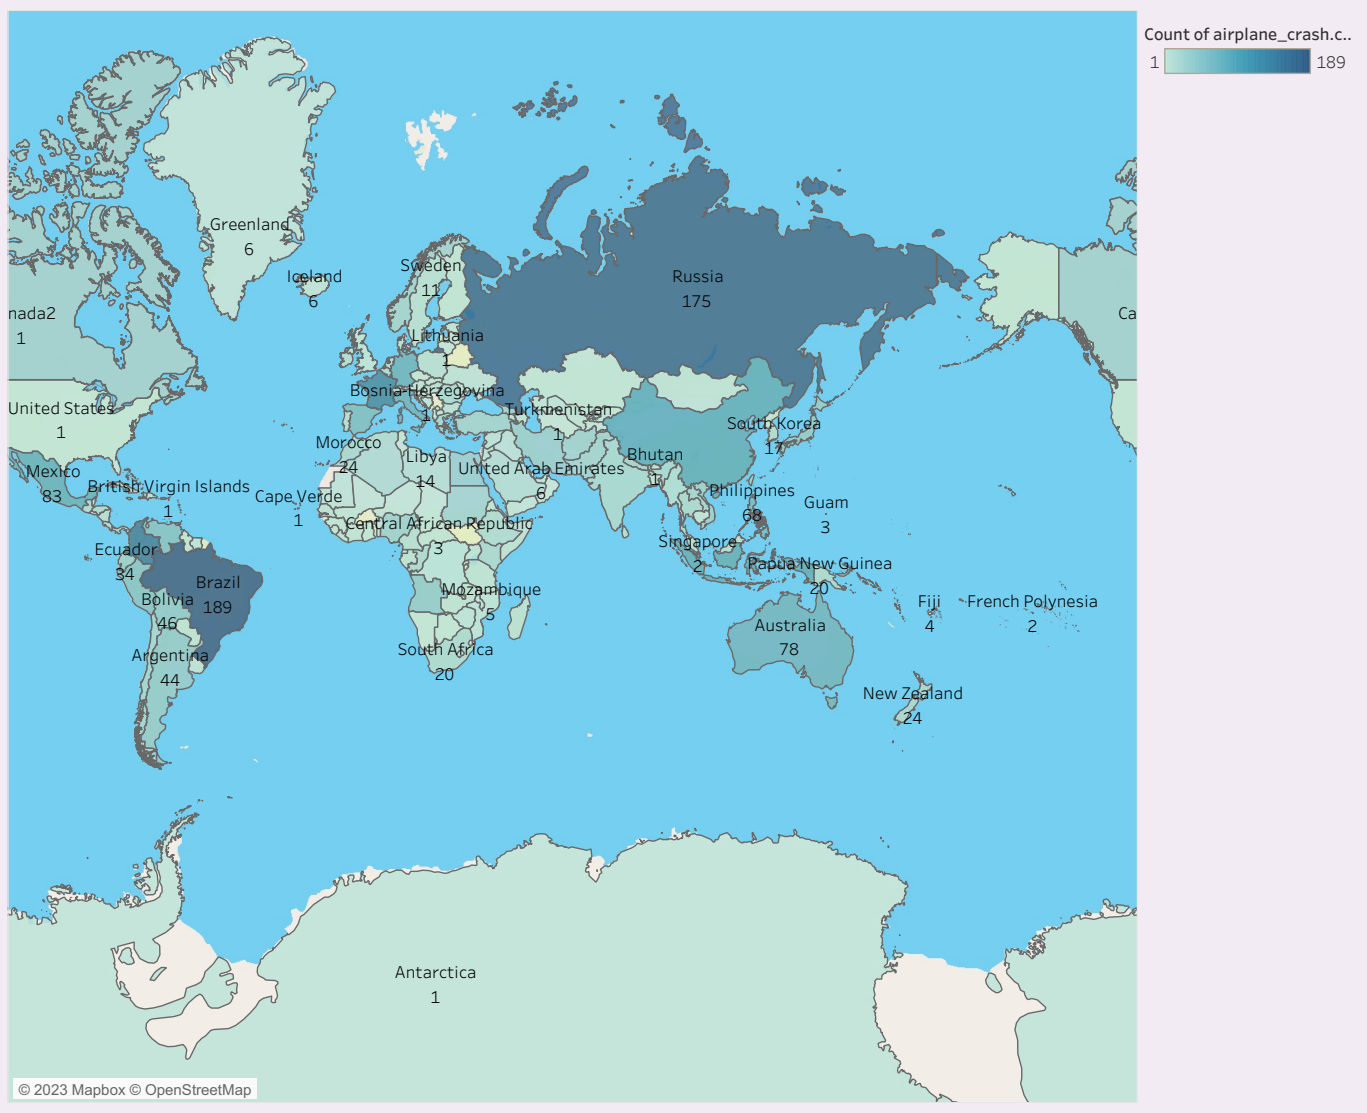 Count of airplane_crash.c..
1 189
Greenland
6
Iceland
6
Sweden
11
Russia
175
nada2
1
Ca
Lithuania
1
Bosnia-Herzegovina
1
United States
1
Turkmenistan
1
South Korea
17
Morocco
24
Libya
14
Bhutan
1
United Arab Emirates
6
Mexico
83
British Virgin Islands
1
Cape Verde
1
Philippines
68
Guam
3
Central African Republic
3
Singapore
2
Ecuador
34
Papua New Guinea
20
Brazil
189
Mozambique
5
Bolivia
46
Fiji
4
French Polynesia
2
Australia
78
South Africa
20
Argentina
44
New Zealand
24
Antarctica
1
© 2023 Mapbox © OpenStreetMap